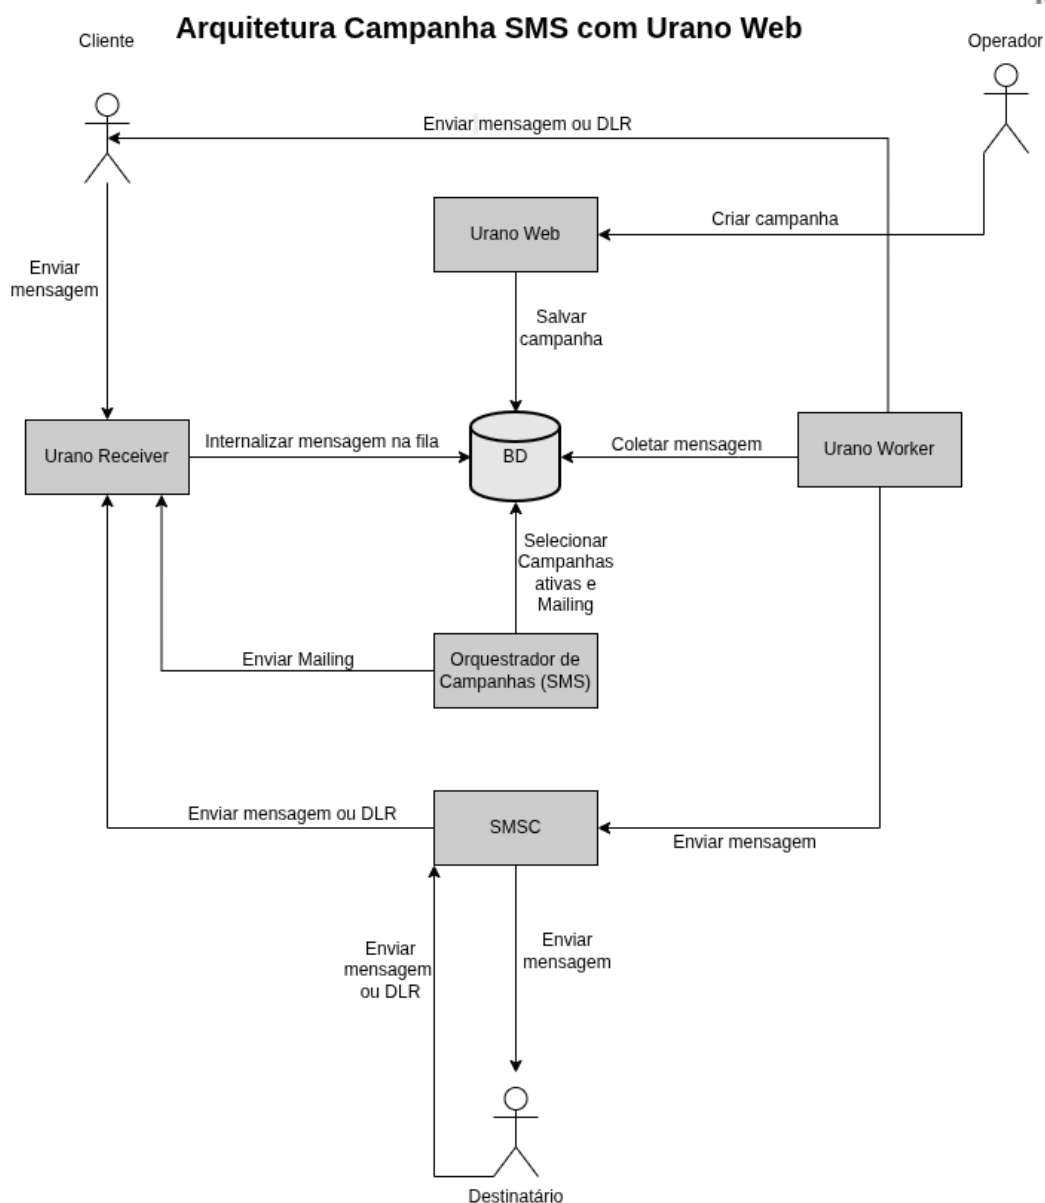 Arquitetura Campanha SMS com Urano Web
Cliente
Operador
Enviar mensagem ou DLR
Urano Web
Criar campanha
Enviar
mensagem
Salvar
campanha
Urano Receiver
Internalizar mensagem na fila
BD
Coletar mensagem
Urano Worker
Selecionar
Campanhas
ativas e
Mailing
Enviar Mailing
Orquestrador de
Campanhas (SMS)
Enviar mensagem ou DLR
SMSC
Enviar mensagem
Enviar
mensagem
ou DLR
Enviar
mensagem
Destinatário